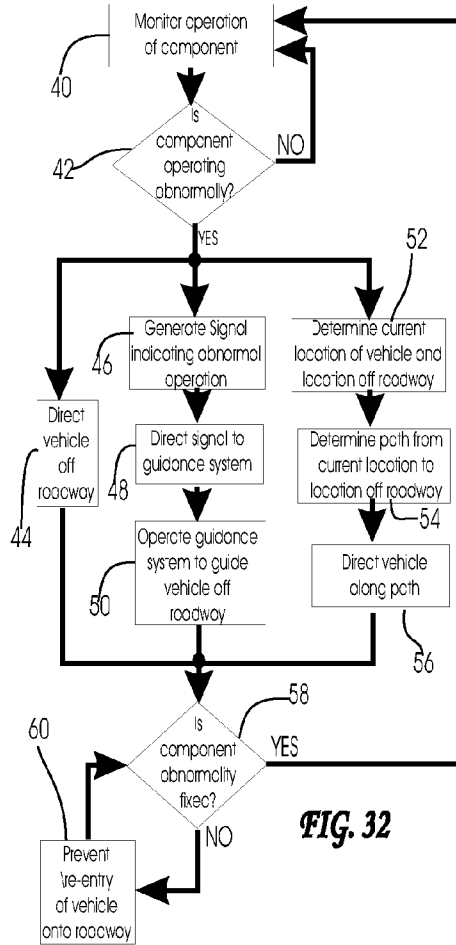 Monitor operation
of component
40
Is
component
operating
abnormally?
42
NO
YES
52
Generate Signal
indicating abnormal
operation
46
Determine current
location of vehicle and
location off roadway
Direct
vehicle
off
roadway
44
Direct signal to
guidance system
48
Determine path from
current location to
location off roadway
54
Operate guidance
system to guide
vehicle off
roadway
50
Direct vehicle
along path
56
58
Is
component
abnormality
fixed?
YES
60
NO
FIG. 32
Prevent
\re-entry
of vehicle
onto roadway